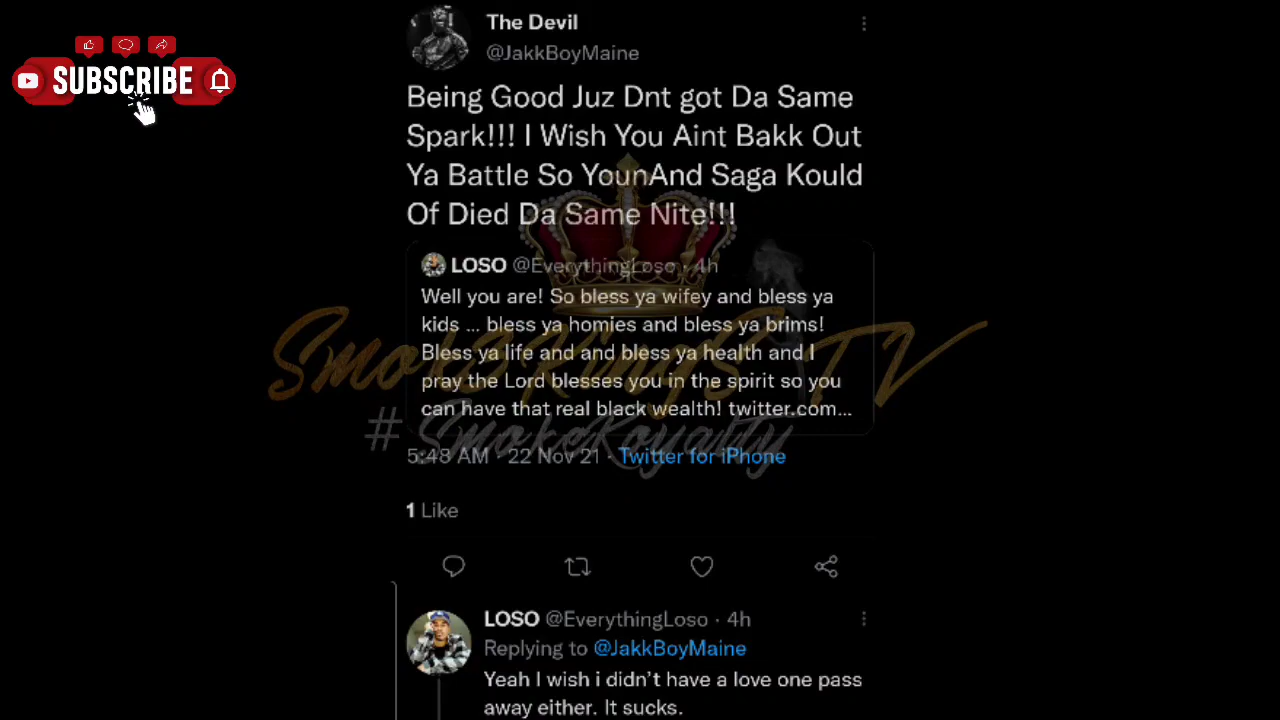 SUBSCRIBE
The Devil
@JakkBoyMaine
Being Good Juz Dnt got Da Same
Spark!!! I Wish You Aint Bakk Out
Ya Battle So YounAnd Saga Kould
Of Died Da Same Nite!!!
LOSO @EverythingLoso · 4h
Well you are! So bless ya wifey and bless ya
kids ... bless ya homies and bless ya brims!
Bless ya life and and bless ya health and I
pray the Lord blesses you in the spirit so you
can have that real black wealth! twitter.com...
SmokeKingS TV
#SmokeRoyalty
5:48 AM · 22 Nov 21 · Twitter for iPhone
1 Like
LOSO @EverythingLoso · 4h
Replying to @JakkBoyMaine
Yeah I wish i didn't have a love one pass
away either. It sucks.